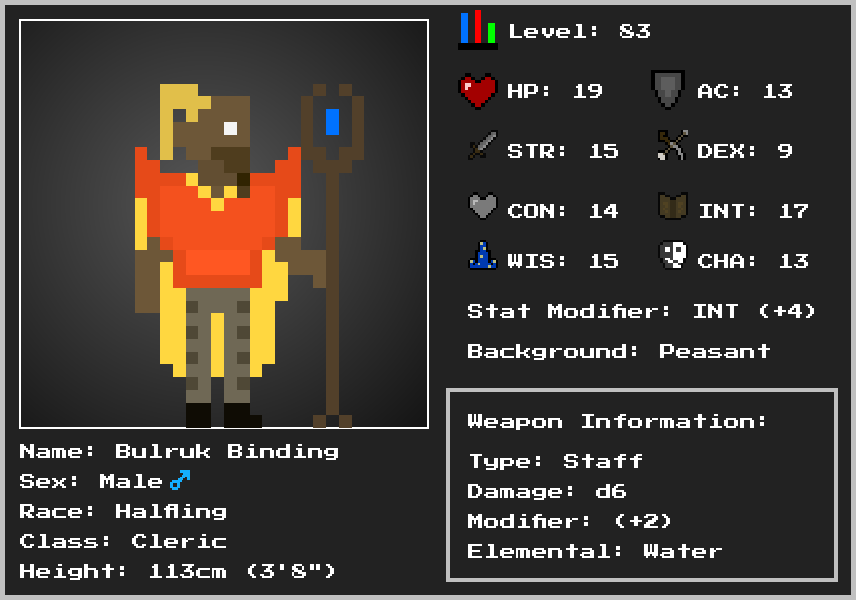 Level: 83
HP: 19 AC: 13
STR: 15 DEX: 9
CON: 14 INT: 17
WIS: 15 CHA: 13
Stat Modifier: INT (+4)
Background: Peasant
Weapon Information:
Type: Staff
Damage: d6
Modifier: (+2)
Elemental: Water
Name: Bulruk Binding
Sex: Male ♂
Race: Halfling
Class: Cleric
Height: 113cm (3'8")